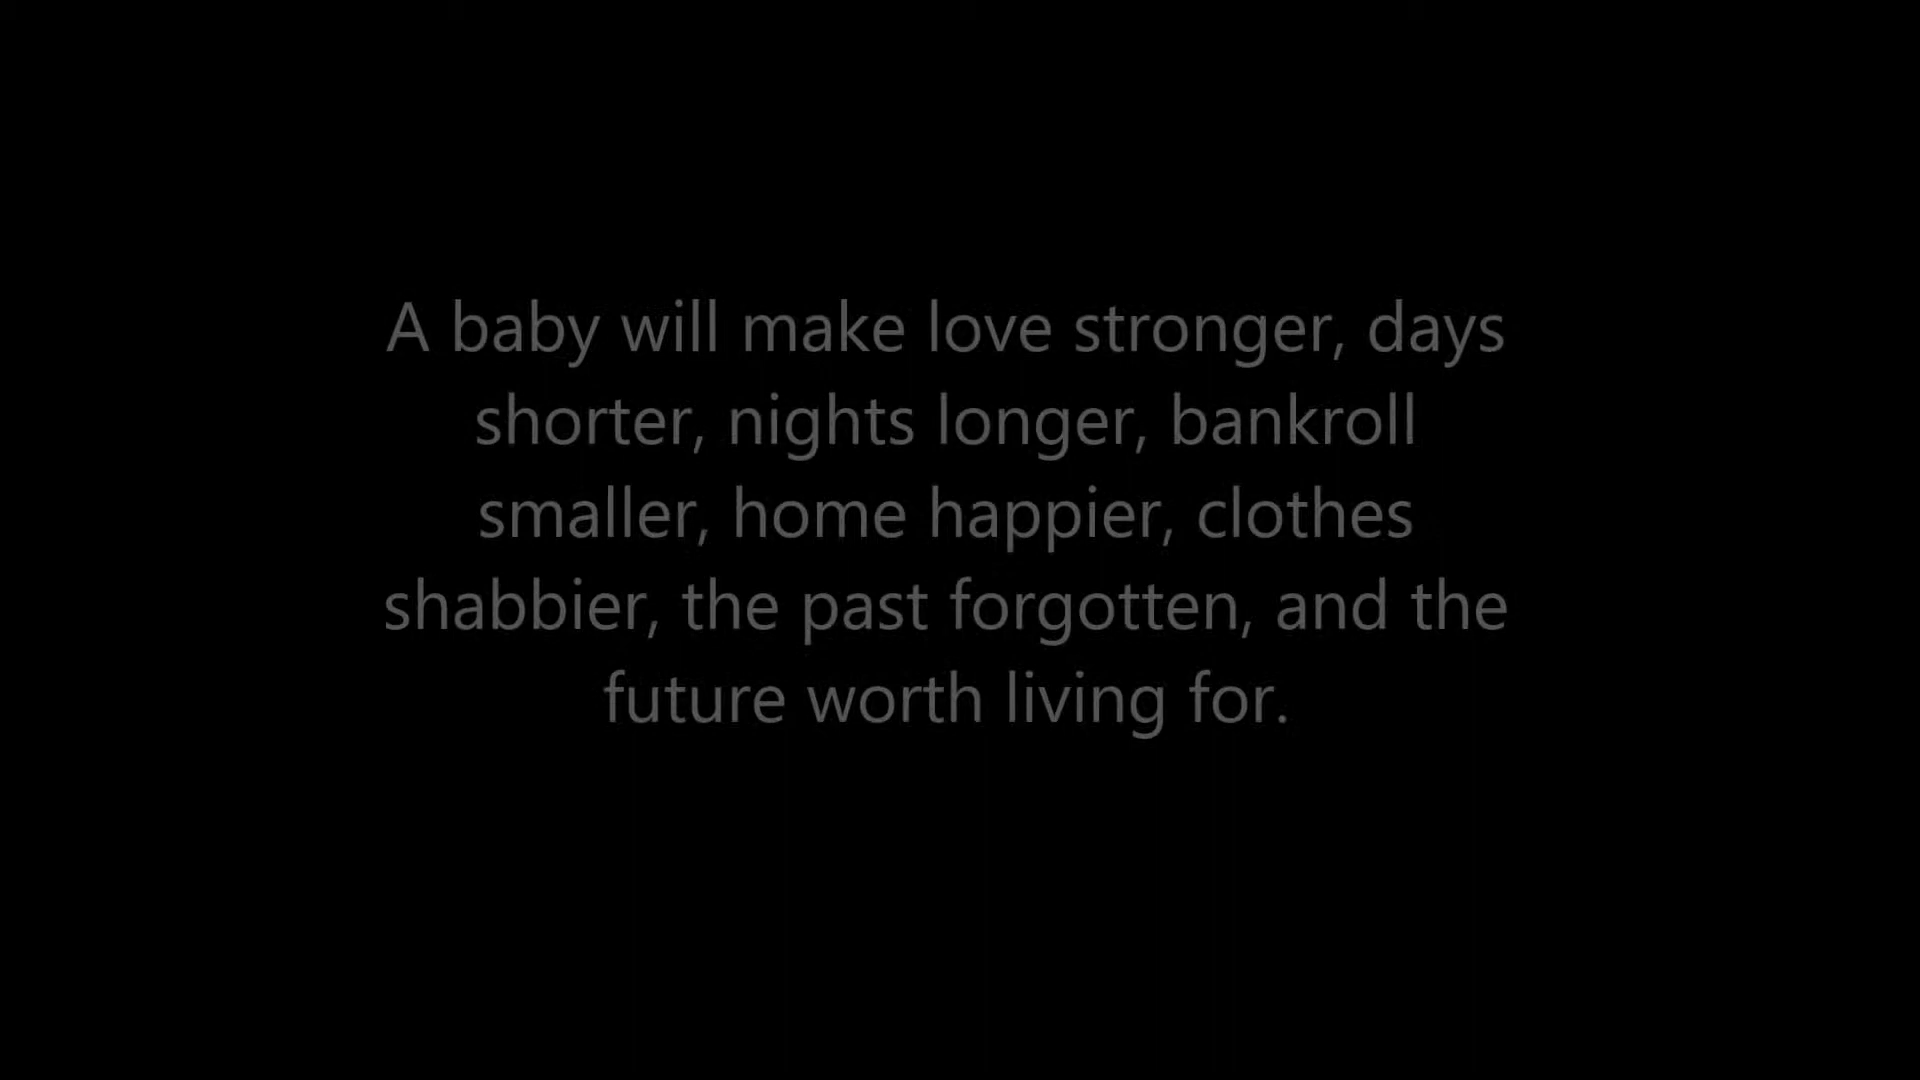 A baby will make love stronger, days
shorter, nights longer, bankroll
smaller, home happier, clothes
shabbier, the past forgotten, and the
future worth living for.